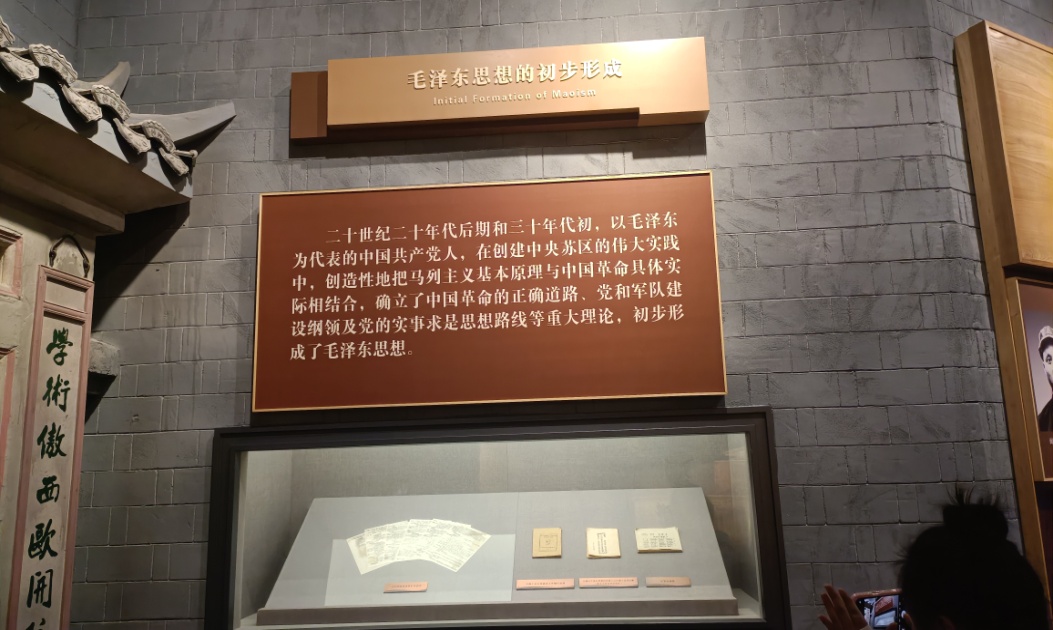 毛泽东思想的初步形成
Initial Formation of Maoism
二十世纪二十年代后期和三十年代初，以毛泽东
为代表的中国共产党人，在创建中央苏区的伟大实践
中，创造性地把马列主义基本原理与中国革命具体实
际相结合，确立了中国革命的正确道路、党和军队建
设纲领及党的实事求是思想路线等重大理论，初步形
成了毛泽东思想。
學術傲西歐開